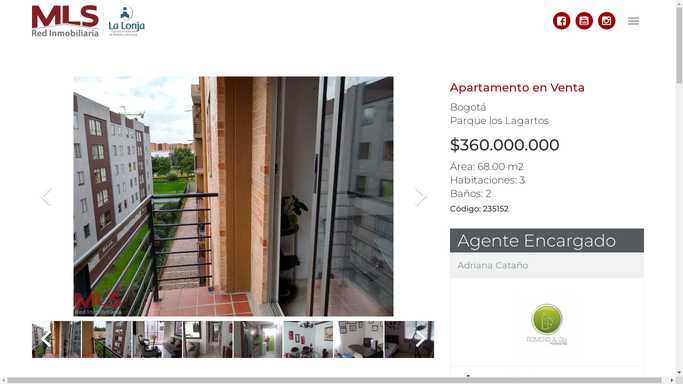 MLS
Red Inmobiliaria
La Lonja
Apartamento en Venta
Bogotá
Parque los Lagartos
$360.000.000
Área: 68.00 m2
Habitaciones: 3
Baños: 2
Código: 235152
Agente Encargado
Adriana Cataño
MLS
Red Inmobiliaria
ROMERO & Cía